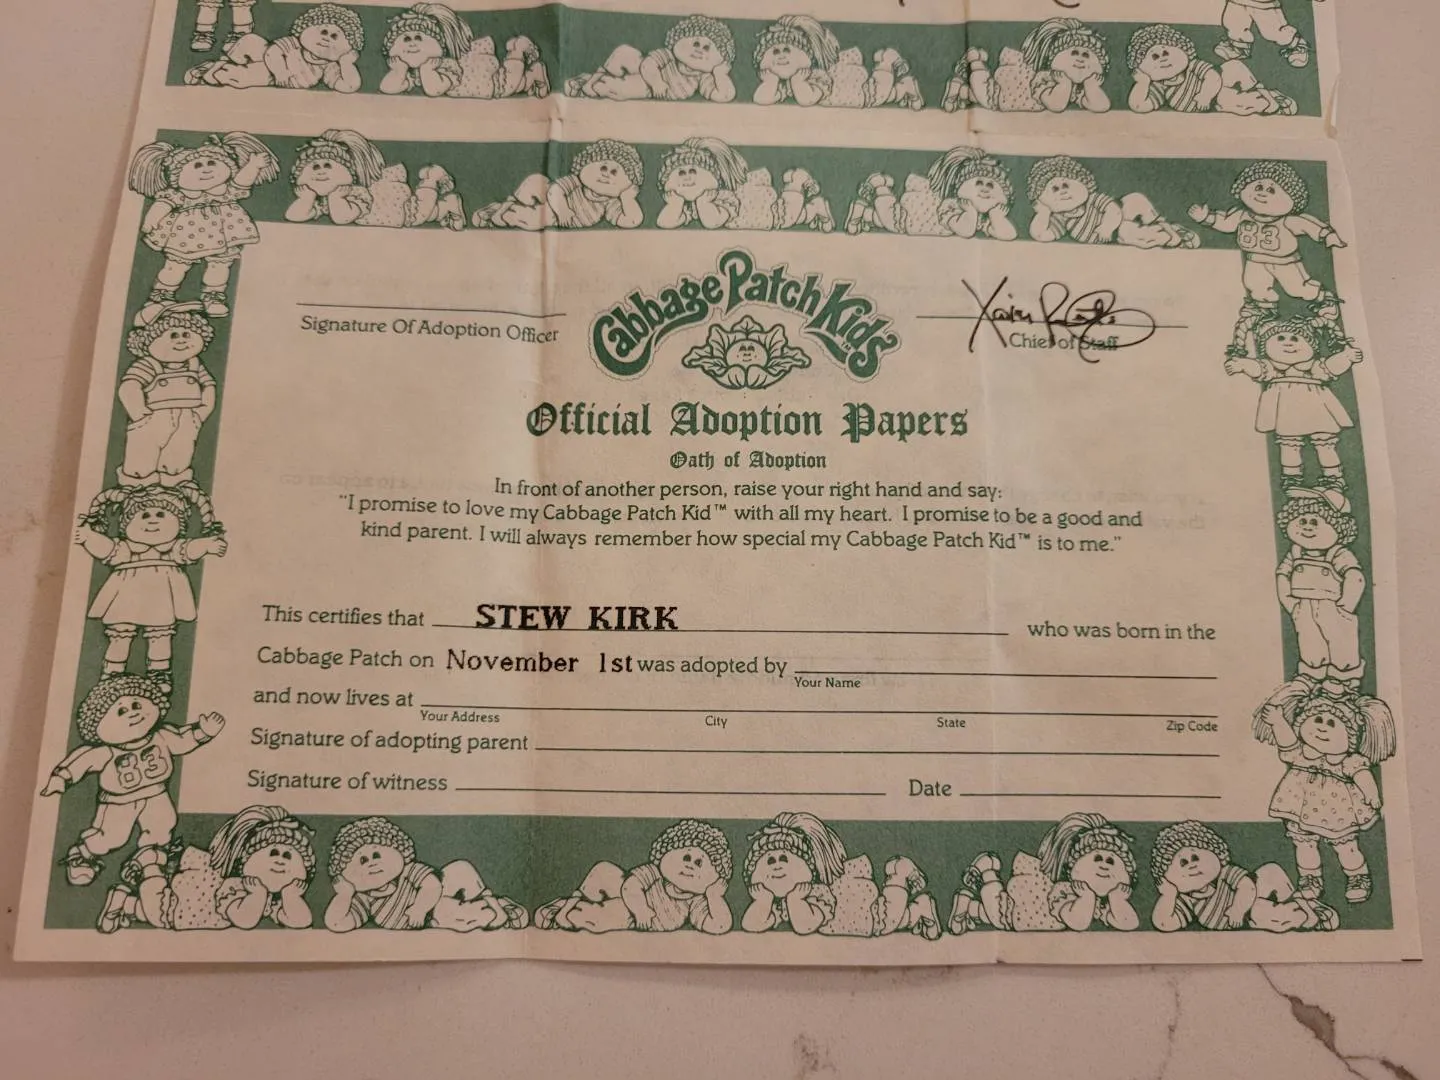 Cabbage Patch Kids™
Signature Of Adoption Officer
Chief of Staff
Official Adoption Papers
Oath of Adoption
In front of another person, raise your right hand and say:
"I promise to love my Cabbage Patch Kid™ with all my heart. I promise to be a good and
kind parent. I will always remember how special my Cabbage Patch Kid™ is to me."
This certifies that STEW KIRK who was born in the
Cabbage Patch on November 1st was adopted by
Your Name
and now lives at
Your Address City State Zip Code
Signature of adopting parent
Signature of witness Date
83
83